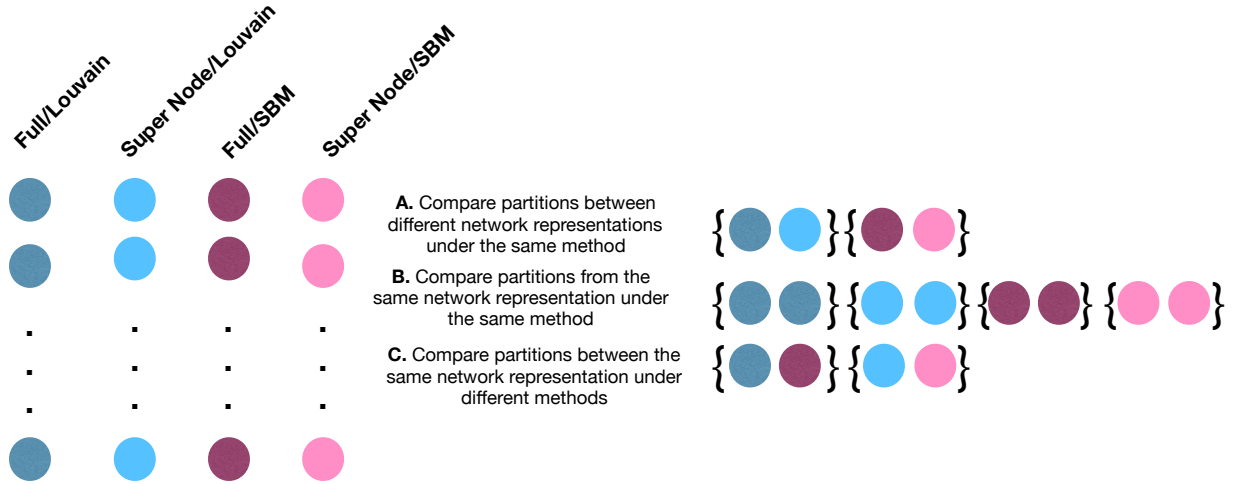 Full/Louvain
Super Node/Louvain
Full/SBM
Super Node/SBM
A. Compare partitions between
different network representations
under the same method
B. Compare partitions from the
same network representation under
the same method
C. Compare partitions between the
same network representation under
different methods